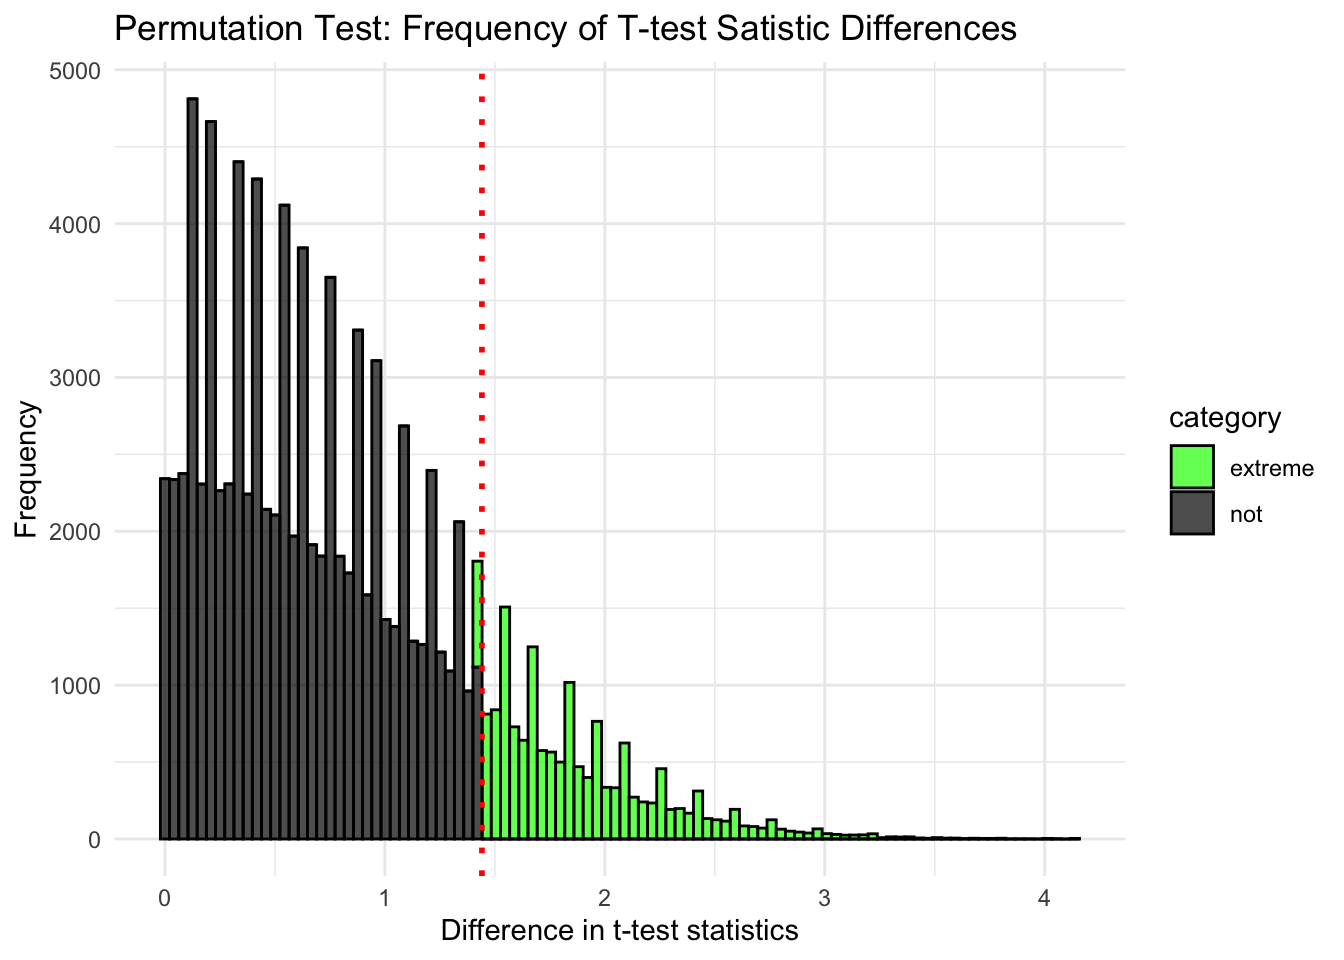 Permutation Test: Frequency of T-test Satistic Differences
5000
4000
3000
2000
1000
0
Frequency
0 1 2 3 4
Difference in t-test statistics
category
extreme
not